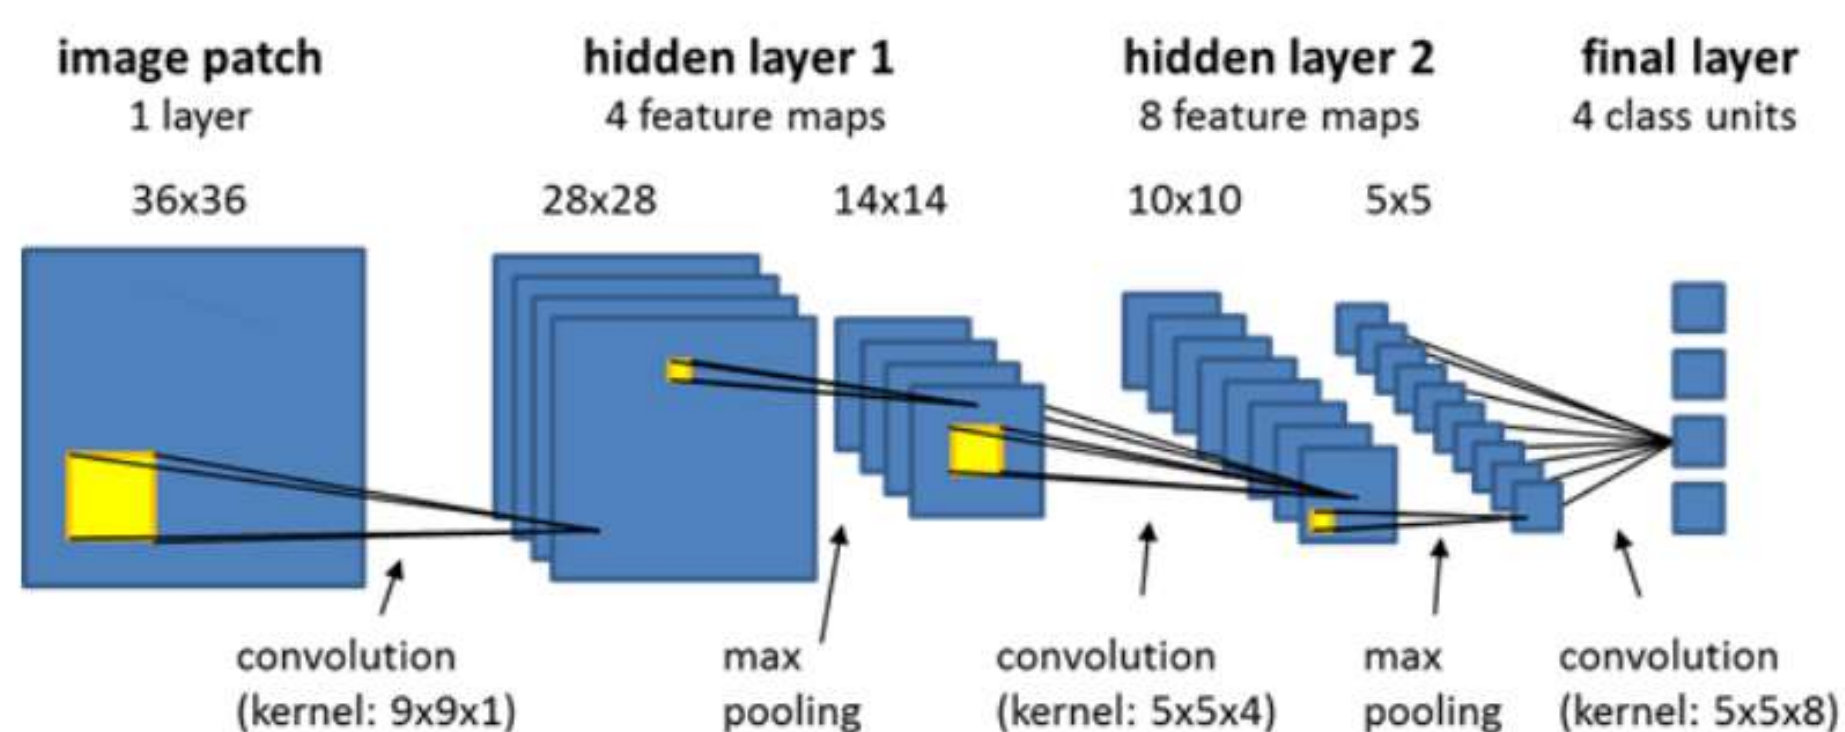 image patch
1 layer
36x36
hidden layer 1
4 feature maps
28x28
14x14
hidden layer 2
8 feature maps
10x10
5x5
final layer
4 class units
convolution
(kernel: 9x9x1)
max
pooling
convolution
(kernel: 5x5x4)
max
pooling
convolution
(kernel: 5x5x8)